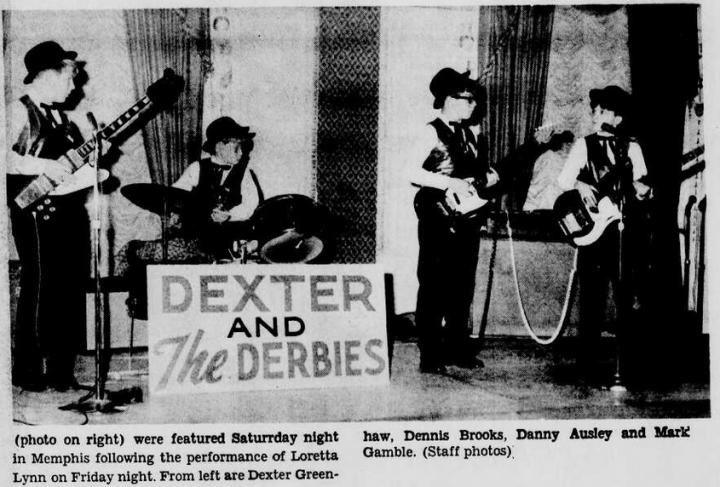 DEXTER
AND
The DERBIES
(photo on right) were featured Saturrday night
in Memphis following the performance of Loretta
Lynn on Friday night. From left are Dexter Green-
haw, Dennis Brooks, Danny Ausley and Mark
Gamble. (Staff photos)